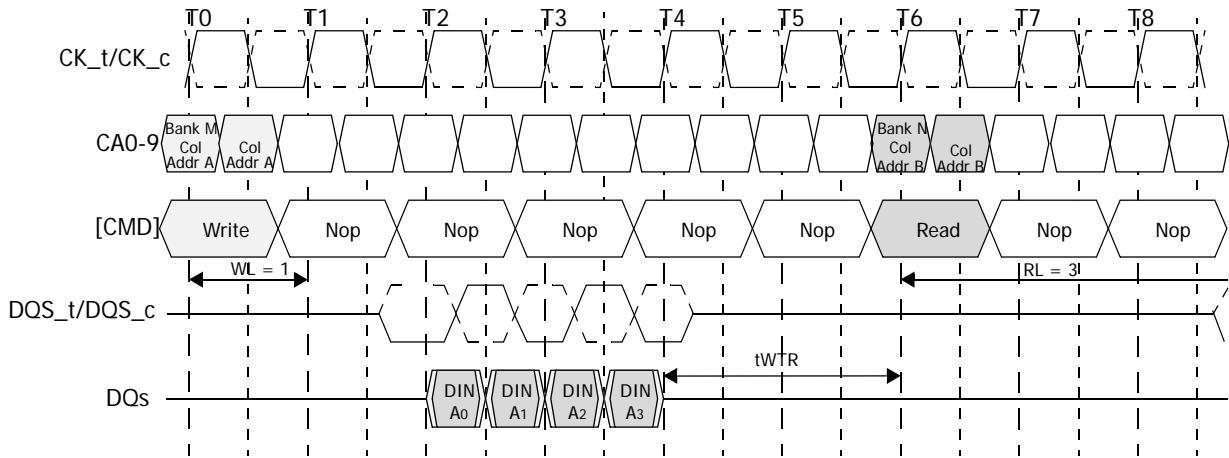 T0 T1 T2 T3 T4 T5 T6 T7 T8
CK_t/CK_c
CA0-9
Bank M
Col
Addr A
Col
Addr A
Bank N
Col
Addr B
Col
Addr B
[CMD]
Write Nop Nop Nop Nop Nop Read Nop Nop
WL = 1
RL = 3
DQS_t/DQS_c
tWTR
DQs
DIN
A0
DIN
A1
DIN
A2
DIN
A3